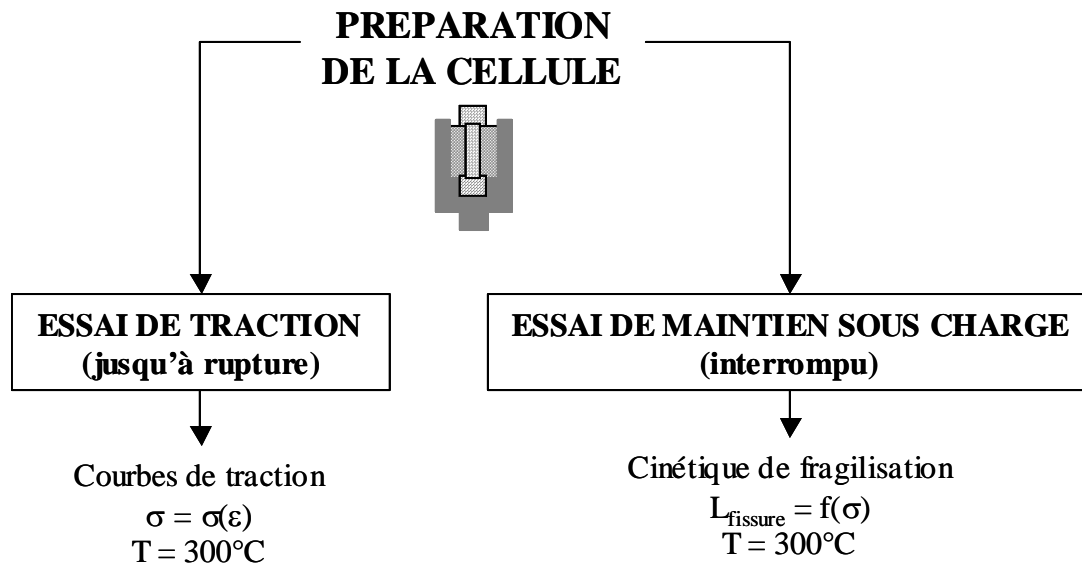 PREPARATION
DE LA CELLULE
ESSAI DE TRACTION
(jusqu'à rupture)
ESSAI DE MAINTIEN SOUS CHARGE
(interrompu)
Courbes de traction
σ = σ(ε)
T = 300°C
Cinétique de fragilisation
L_fissure = f(σ)
T = 300°C